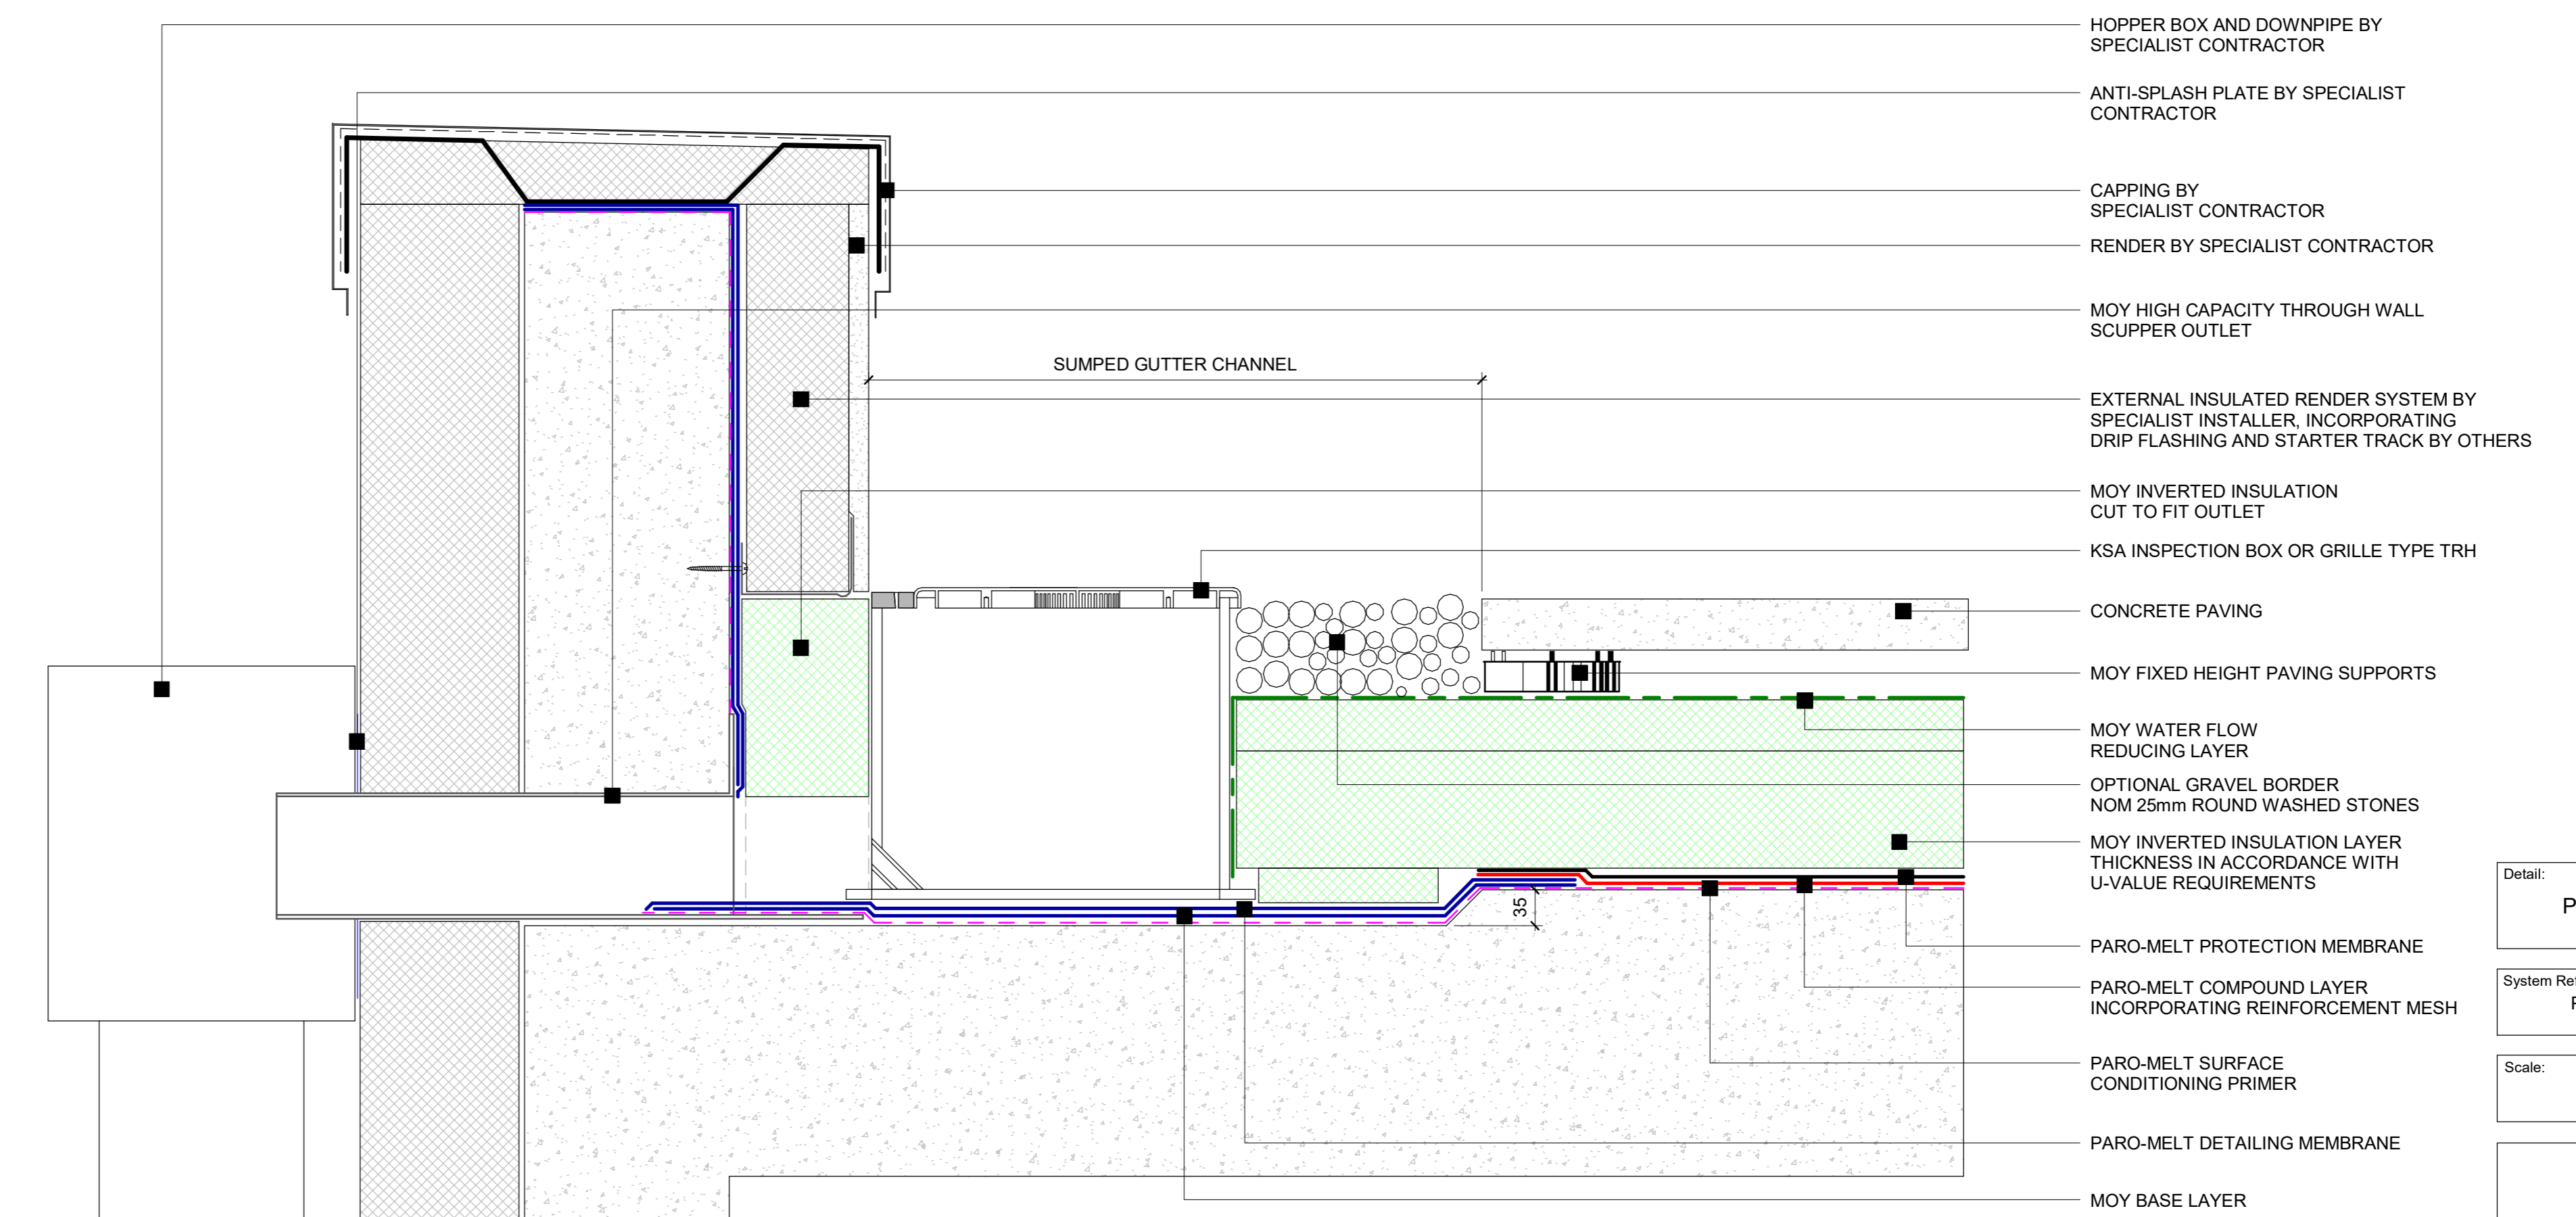 HOPPER BOX AND DOWNPIPE BY
SPECIALIST CONTRACTOR
ANTI-SPLASH PLATE BY SPECIALIST
CONTRACTOR
CAPPING BY
SPECIALIST CONTRACTOR
RENDER BY SPECIALIST CONTRACTOR
MOY HIGH CAPACITY THROUGH WALL
SCUPPER OUTLET
SUMPED GUTTER CHANNEL
EXTERNAL INSULATED RENDER SYSTEM BY
SPECIALIST INSTALLER, INCORPORATING
DRIP FLASHING AND STARTER TRACK BY OTHERS
MOY INVERTED INSULATION
CUT TO FIT OUTLET
KSA INSPECTION BOX OR GRILLE TYPE TRH
CONCRETE PAVING
MOY FIXED HEIGHT PAVING SUPPORTS
MOY WATER FLOW
REDUCING LAYER
OPTIONAL GRAVEL BORDER
NOM 25mm ROUND WASHED STONES
MOY INVERTED INSULATION LAYER
THICKNESS IN ACCORDANCE WITH
U-VALUE REQUIREMENTS
35
PARO-MELT PROTECTION MEMBRANE
PARO-MELT COMPOUND LAYER
INCORPORATING REINFORCEMENT MESH
PARO-MELT SURFACE
CONDITIONING PRIMER
PARO-MELT DETAILING MEMBRANE
MOY BASE LAYER
Detail:
P
System Ref
Scale: